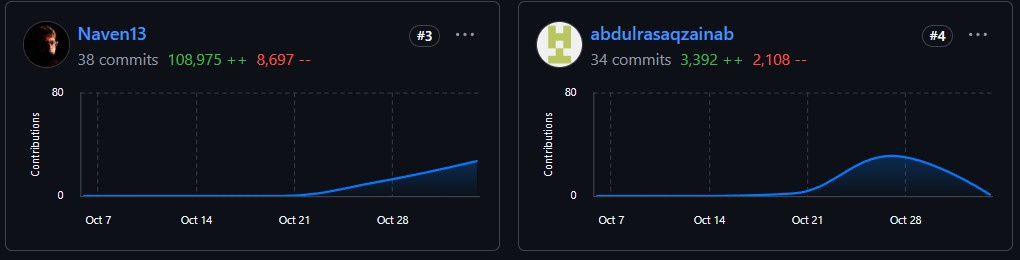 Naven13
#3
38 commits 108,975 ++ 8,697 --
80
Contributions
0
Oct 7 Oct 14 Oct 21 Oct 28
abdulrasaqzainab
#4
34 commits 3,392 ++ 2,108 --
80
Contributions
0
Oct 7 Oct 14 Oct 21 Oct 28